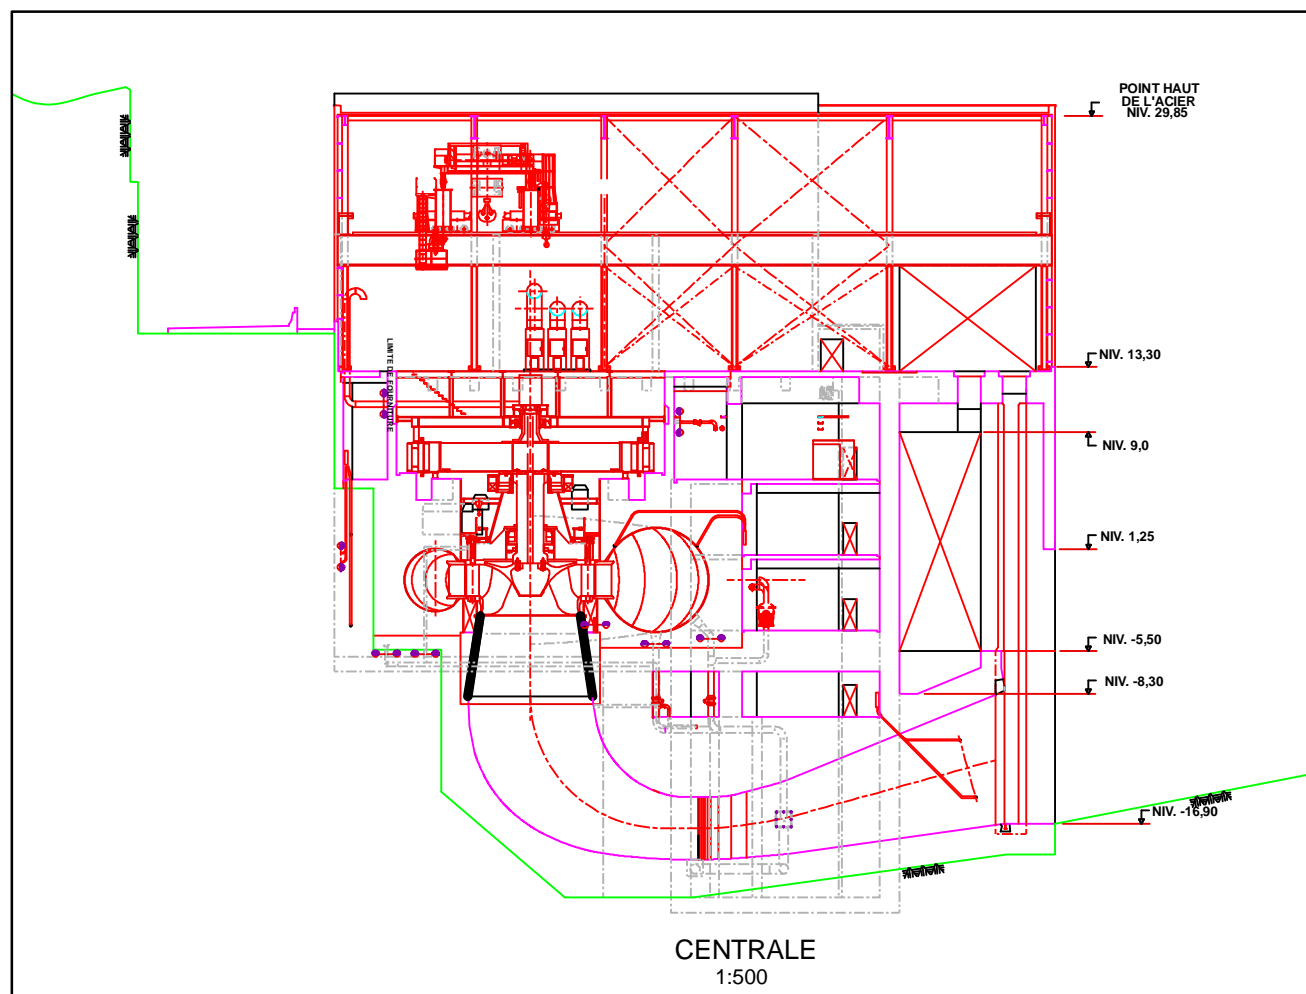 POINT HAUT
DE L'ACIER
NIV. 29,85
NIV. 13,30
LIMITE DE FOURNITURE
NIV. 9,0
NIV. 1,25
NIV. -5,50
NIV. -8,30
NIV. -16,90
CENTRALE
1:500